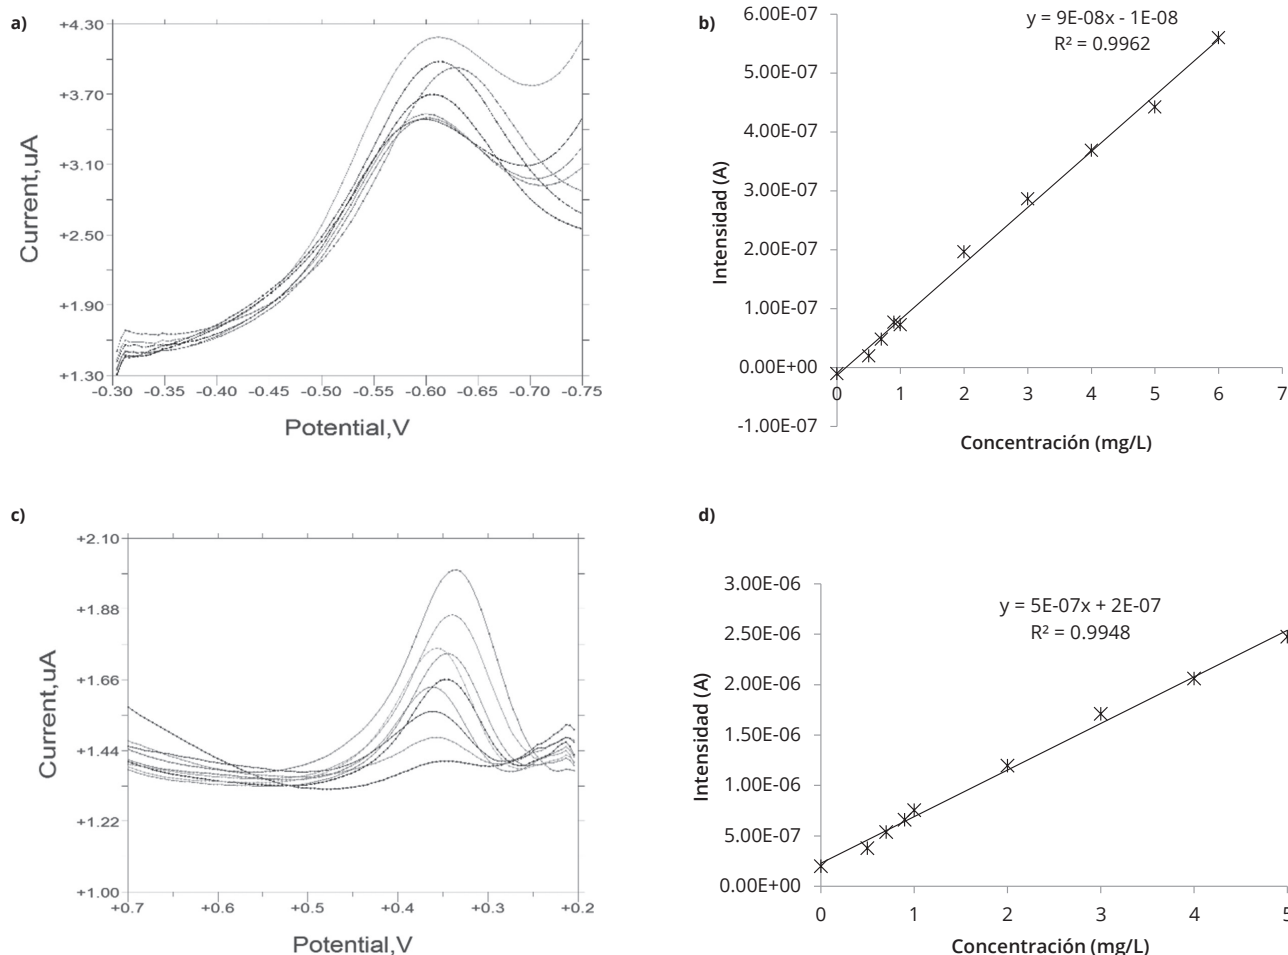 a)
+4.30
+3.70
+3.10
+2.50
+1.90
+1.30
-0.30 -0.35 -0.40 -0.45 -0.50 -0.55 -0.60 -0.65 -0.70 -0.75
Current,uA
Potential,V
b)
y = 9E-08x - 1E-08
R² = 0.9962
6.00E-07
5.00E-07
4.00E-07
3.00E-07
2.00E-07
1.00E-07
0.00E+00
-1.00E-07
0 1 2 3 4 5 6 7
Intensidad (A)
Concentración (mg/L)
c)
+2.10
+1.88
+1.66
+1.44
+1.22
+1.00
+0.7 +0.6 +0.5 +0.4 +0.3 +0.2
Current,uA
Potential,V
d)
y = 5E-07x + 2E-07
R² = 0.9948
3.00E-06
2.50E-06
2.00E-06
1.50E-06
1.00E-06
5.00E-07
0.00E+00
0 1 2 3 4 5
Intensidad (A)
Concentración (mg/L)